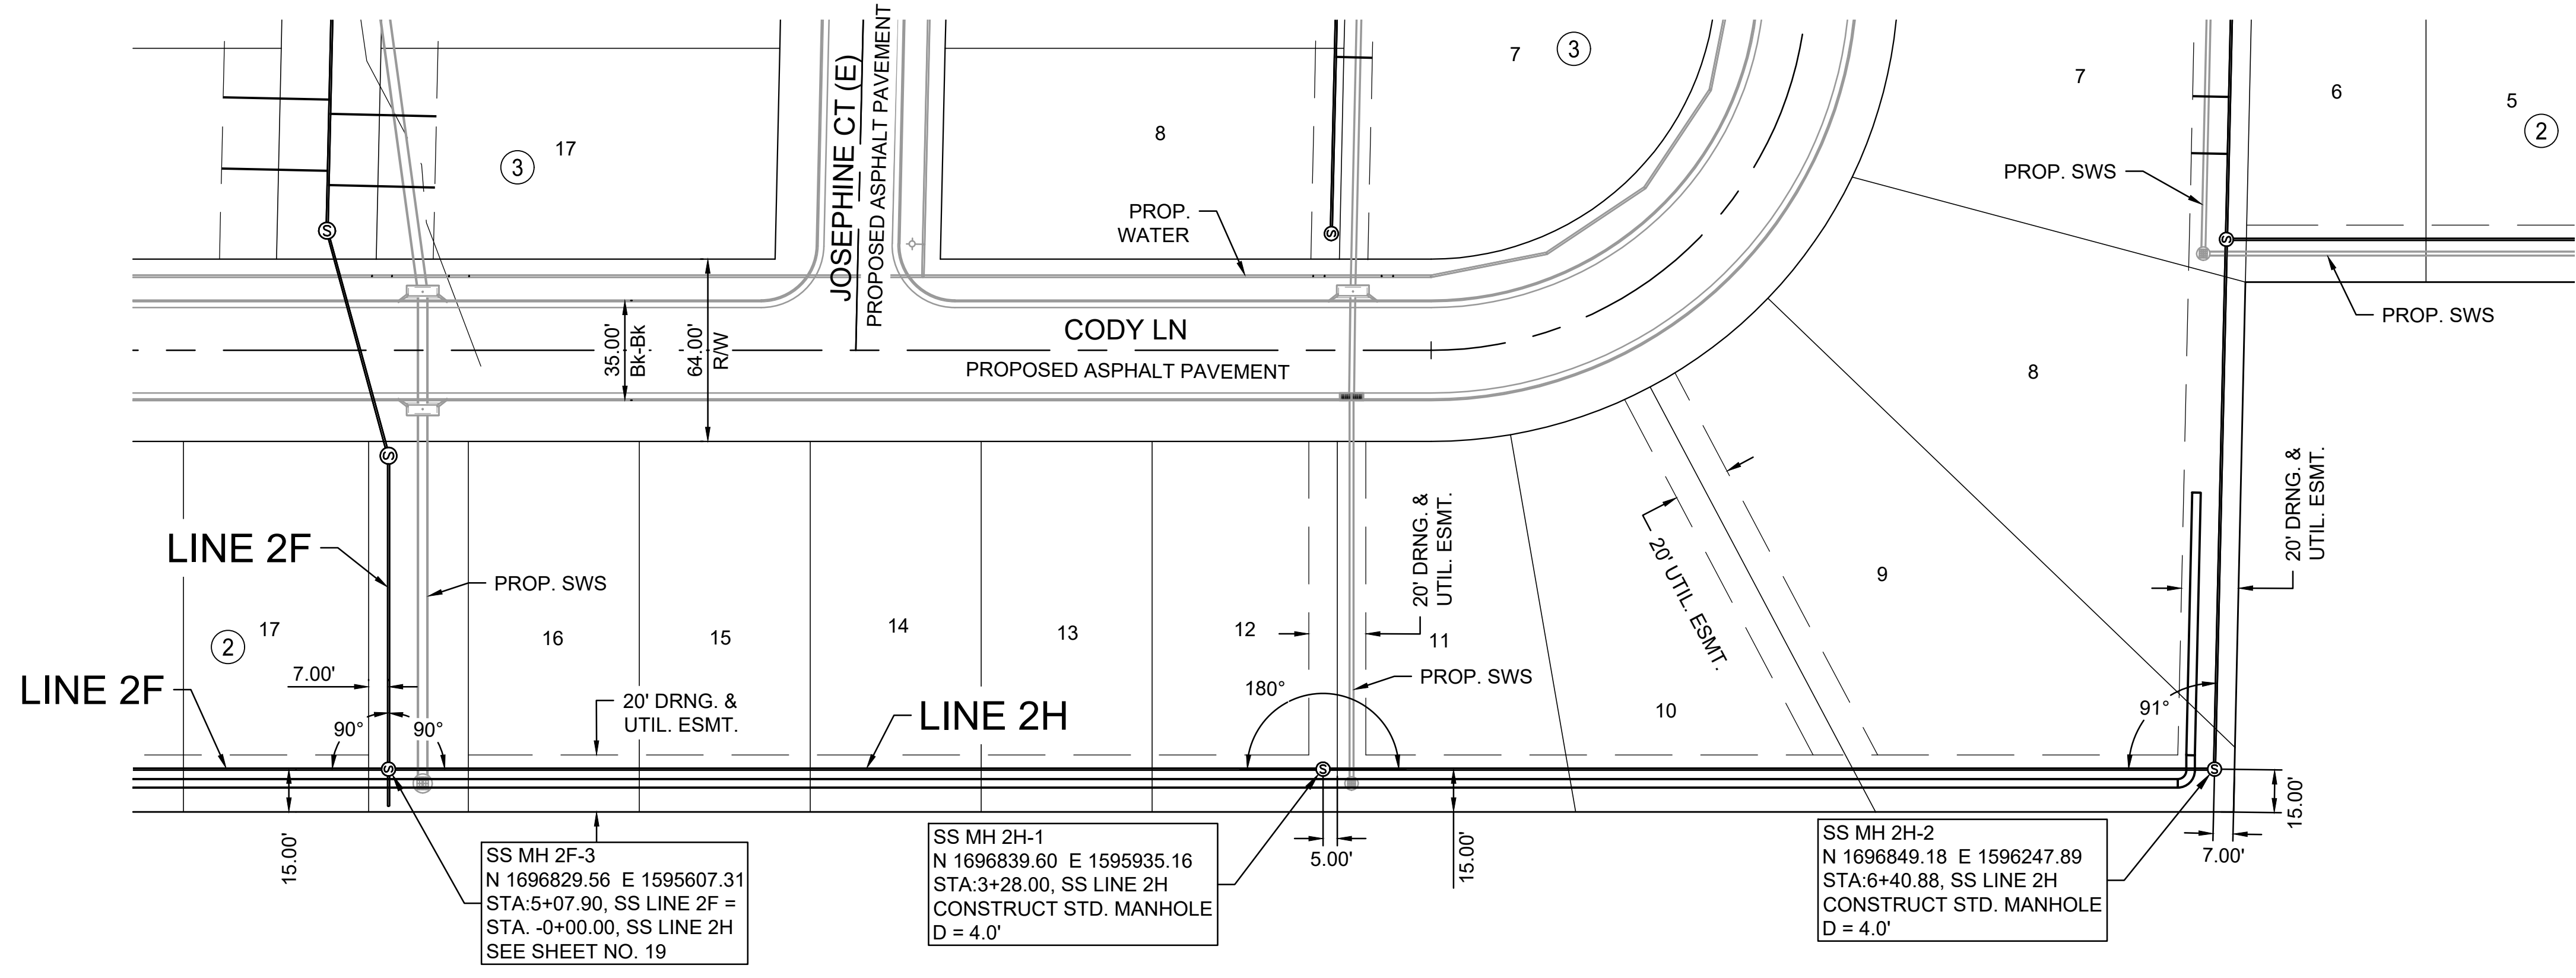 7
3
7
6
5
2
3
17
8
JOSEPHINE CT (E)
PROPOSED ASPHALT PAVEMENT
PROP. SWS
PROP.
WATER
PROP. SWS
35.00'
Bk-Bk
64.00'
R/W
CODY LN
PROPOSED ASPHALT PAVEMENT
8
LINE 2F
PROP. SWS
20' DRNG. &
UTIL. ESMT.
20' UTIL. ESMT.
20' DRNG. &
UTIL. ESMT.
9
2
17
16
15
14
13
12
11
10
7.00'
LINE 2F
90°
90°
20' DRNG. &
UTIL. ESMT.
LINE 2H
180°
PROP. SWS
91°
S
S
S
S
S
S
S
15.00'
5.00'
15.00'
7.00'
15.00'
SS MH 2F-3
N 1696829.56 E 1595607.31
STA:5+07.90, SS LINE 2F =
STA. -0+00.00, SS LINE 2H
SEE SHEET NO. 19
SS MH 2H-1
N 1696839.60 E 1595935.16
STA:3+28.00, SS LINE 2H
CONSTRUCT STD. MANHOLE
D = 4.0'
SS MH 2H-2
N 1696849.18 E 1596247.89
STA:6+40.88, SS LINE 2H
CONSTRUCT STD. MANHOLE
D = 4.0'